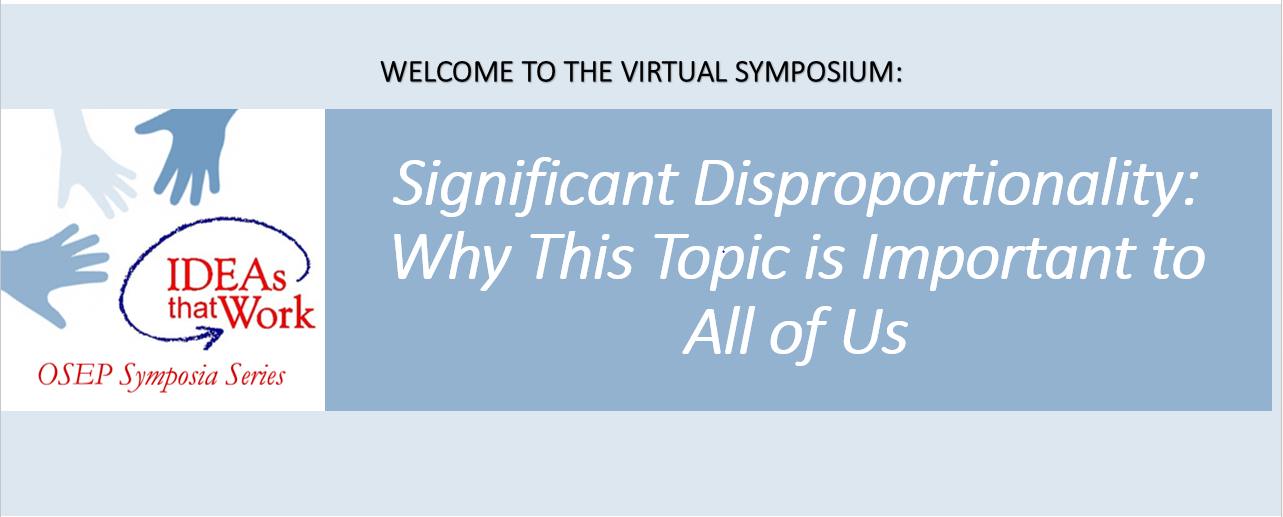 WELCOME TO THE VIRTUAL SYMPOSIUM:
Significant Disproportionality:
Why This Topic is Important to
All of Us
IDEAs
that Work
OSEP Symposia Series